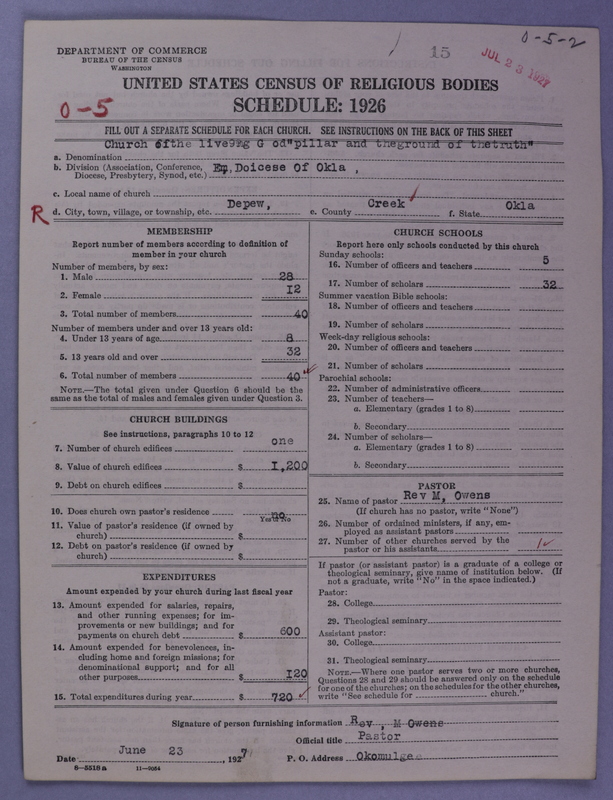 0-5-2
15
JUL 23 1927
DEPARTMENT OF COMMERCE
BUREAU OF THE CENSUS
WASHINGTON
UNITED STATES CENSUS OF RELIGIOUS BODIES
SCHEDULE: 1926
0-5
FILL OUT A SEPARATE SCHEDULE FOR EACH CHURCH. SEE INSTRUCTIONS ON THE BACK OF THIS SHEET
Church of the living G od"pillar and theground of thetruth"
a. Denomination
b. Division (Association, Conference, Diocese, Presbytery, Synod, etc.) Ep, Doicese Of Okla ,
c. Local name of church
R
d. City, town, village, or township, etc. Depew, e. County Creek f. State Okla
MEMBERSHIP
Report number of members according to definition of
member in your church
Number of members, by sex:
1. Male 28
2. Female 12
3. Total number of members 40
Number of members under and over 13 years old:
4. Under 13 years of age 8
5. 13 years old and over 32
6. Total number of members 40
NOTE.—The total given under Question 6 should be the
same as the total of males and females given under Question 3.
CHURCH BUILDINGS
See instructions, paragraphs 10 to 12
7. Number of church edifices one
8. Value of church edifices $ 1,200
9. Debt on church edifices $
10. Does church own pastor's residence no
Yes or No
11. Value of pastor's residence (if owned by
church) $
12. Debt on pastor's residence (if owned by
church) $
EXPENDITURES
Amount expended by your church during last fiscal year
13. Amount expended for salaries, repairs,
and other running expenses; for im-
provements or new buildings; and for
payments on church debt $ 600
14. Amount expended for benevolences, in-
cluding home and foreign missions; for
denominational support; and for all
other purposes $ 120
15. Total expenditures during year $ 720
CHURCH SCHOOLS
Report here only schools conducted by this church
Sunday schools:
16. Number of officers and teachers 5
17. Number of scholars 32
Summer vacation Bible schools:
18. Number of officers and teachers
19. Number of scholars
Week-day religious schools:
20. Number of officers and teachers
21. Number of scholars
Parochial schools:
22. Number of administrative officers
23. Number of teachers—
a. Elementary (grades 1 to 8)
b. Secondary
24. Number of scholars—
a. Elementary (grades 1 to 8)
b. Secondary
PASTOR
25. Name of pastor Rev M, Owens
(If church has no pastor, write "None")
26. Number of ordained ministers, if any, em-
ployed as assistant pastors
27. Number of other churches served by the
pastor or his assistants 1
If pastor (or assistant pastor) is a graduate of a college or
theological seminary, give name of institution below. (If
not a graduate, write "No" in the space indicated.)
Pastor:
28. College
29. Theological seminary
Assistant pastor:
30. College
31. Theological seminary
NOTE.—Where one pastor serves two or more churches,
Questions 28 and 29 should be answered only on the schedule
for one of the churches; on the schedules for the other churches,
write "See schedule for church."
Signature of person furnishing information Rev , M Owens
Official title Pastor
Date June 23, 1927 P. O. Address Okomulgee
8—5518a 11—9064